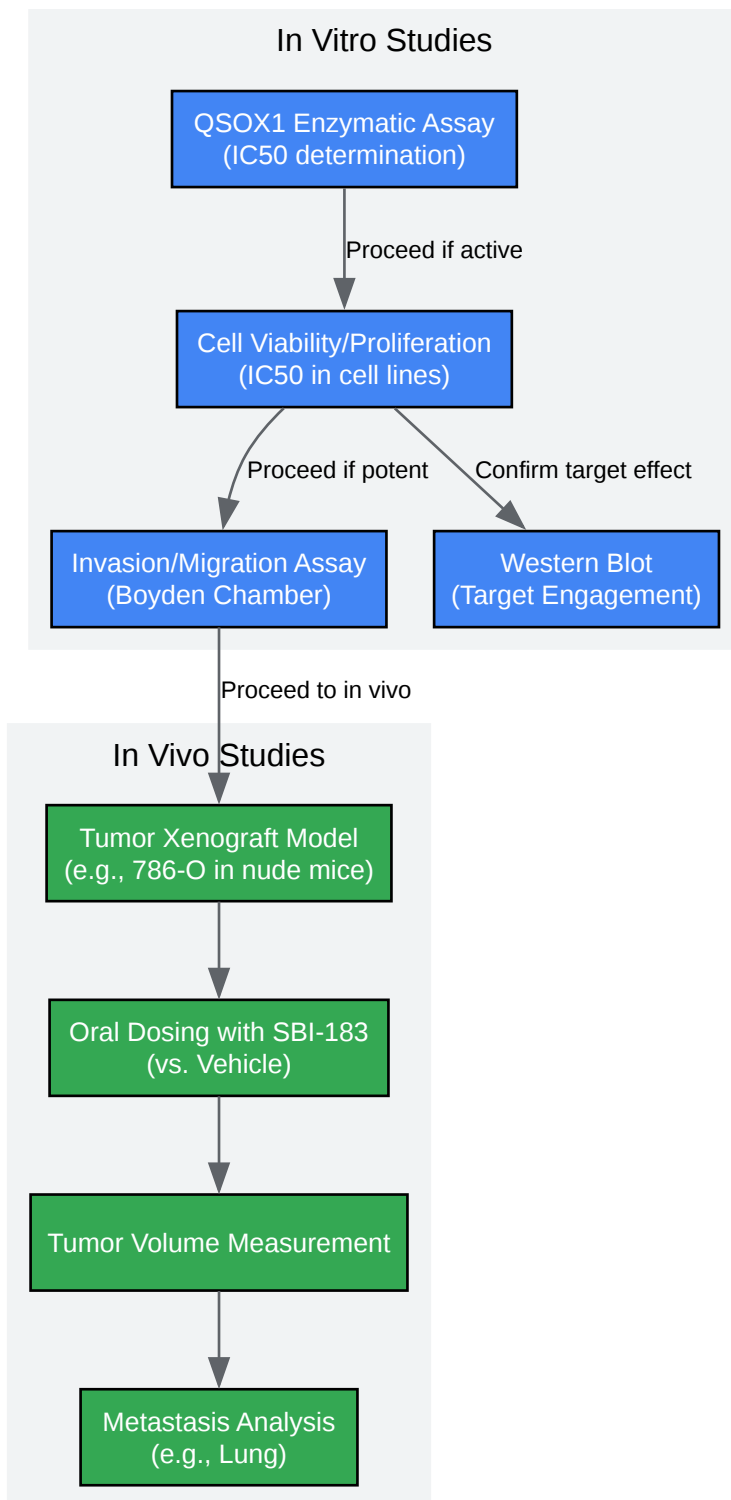 In Vitro Studies
QSOX1 Enzymatic Assay
(IC50 determination)
Proceed if active
Cell Viability/Proliferation
(IC50 in cell lines)
Proceed if potent
Confirm target effect
Invasion/Migration Assay
(Boyden Chamber)
Western Blot
(Target Engagement)
Proceed to in vivo
In Vivo Studies
Tumor Xenograft Model
(e.g., 786-O in nude mice)
Oral Dosing with SBI-183
(vs. Vehicle)
Tumor Volume Measurement
Metastasis Analysis
(e.g., Lung)